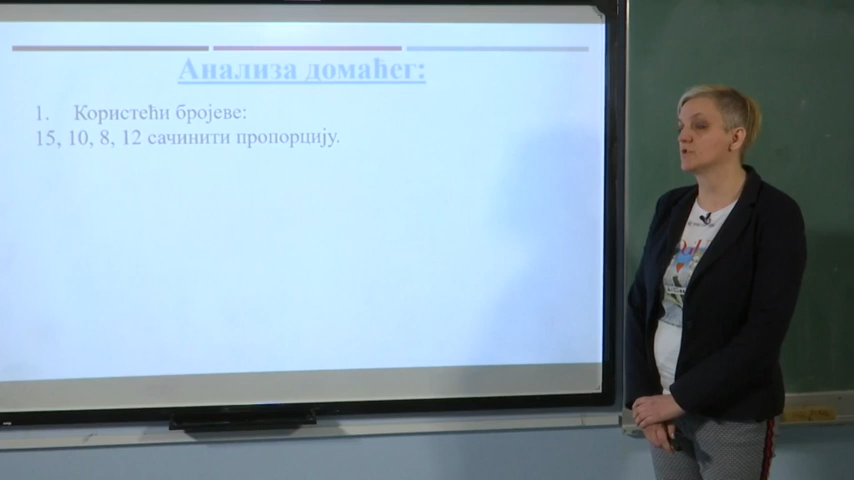 Анализа домаћег:
1. Користећи бројеве:
15, 10, 8, 12 сачинити пропорцију.